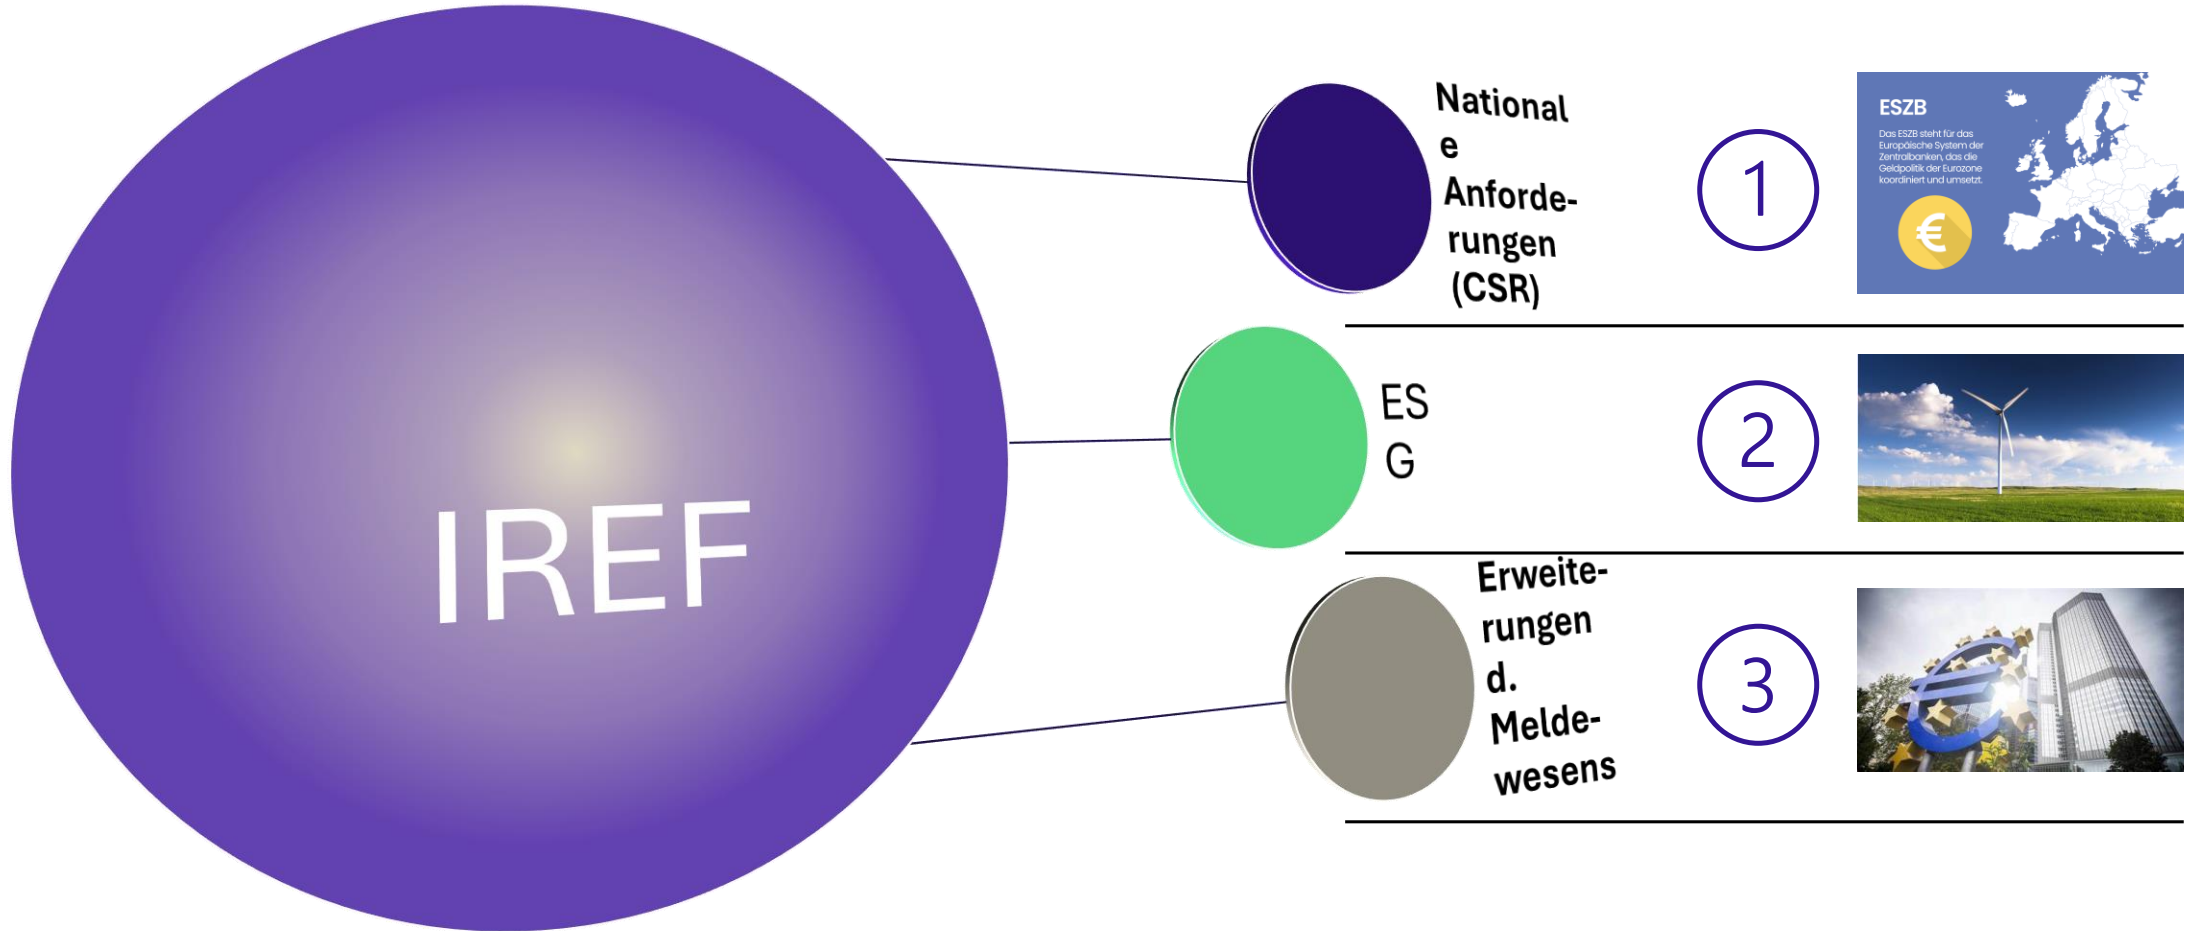 IREF
National
e
Anforde-
rungen
(CSR)
1
ESZB
Das ESZB steht für das
Europäische System der
Zentralbanken, das die
Geldpolitik der Eurozone
koordiniert und umsetzt.
€
ES
G
2
Erweite-
rungen
d.
Melde-
wesens
3